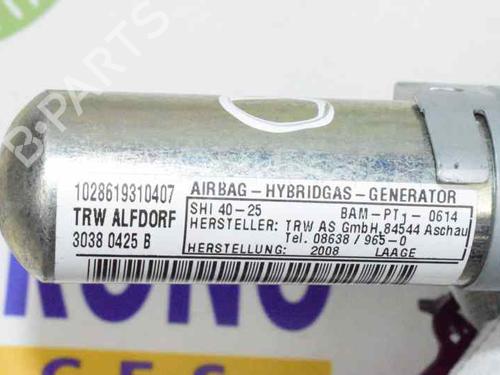 B-PARTS
1028619310407
TRW ALFDORF
3038 0425 B
AIRBAG-HYBRIDGAS-GENERATOR
SHI 40-25 BAM-PT1-0614
HERSTELLER: TRW AS GmbH,84544 Aschau
Tel. 08638/965-0
HERSTELLUNG: 2008 LAAGE